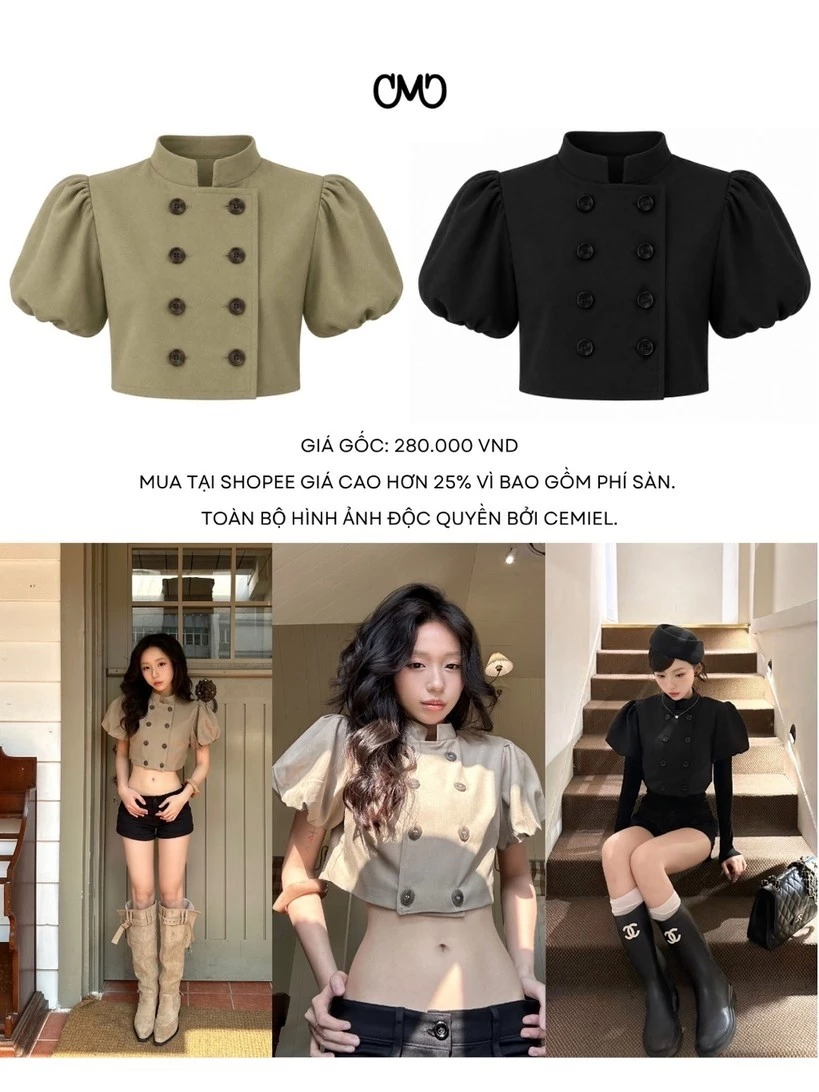 CMC
GIÁ GỐC: 280.000 VND
MUA TẠI SHOPEE GIÁ CAO HƠN 25% VÌ BAO GỒM PHÍ SÀN.
TOÀN BỘ HÌNH ẢNH ĐỘC QUYỀN BỞI CEMIEL.